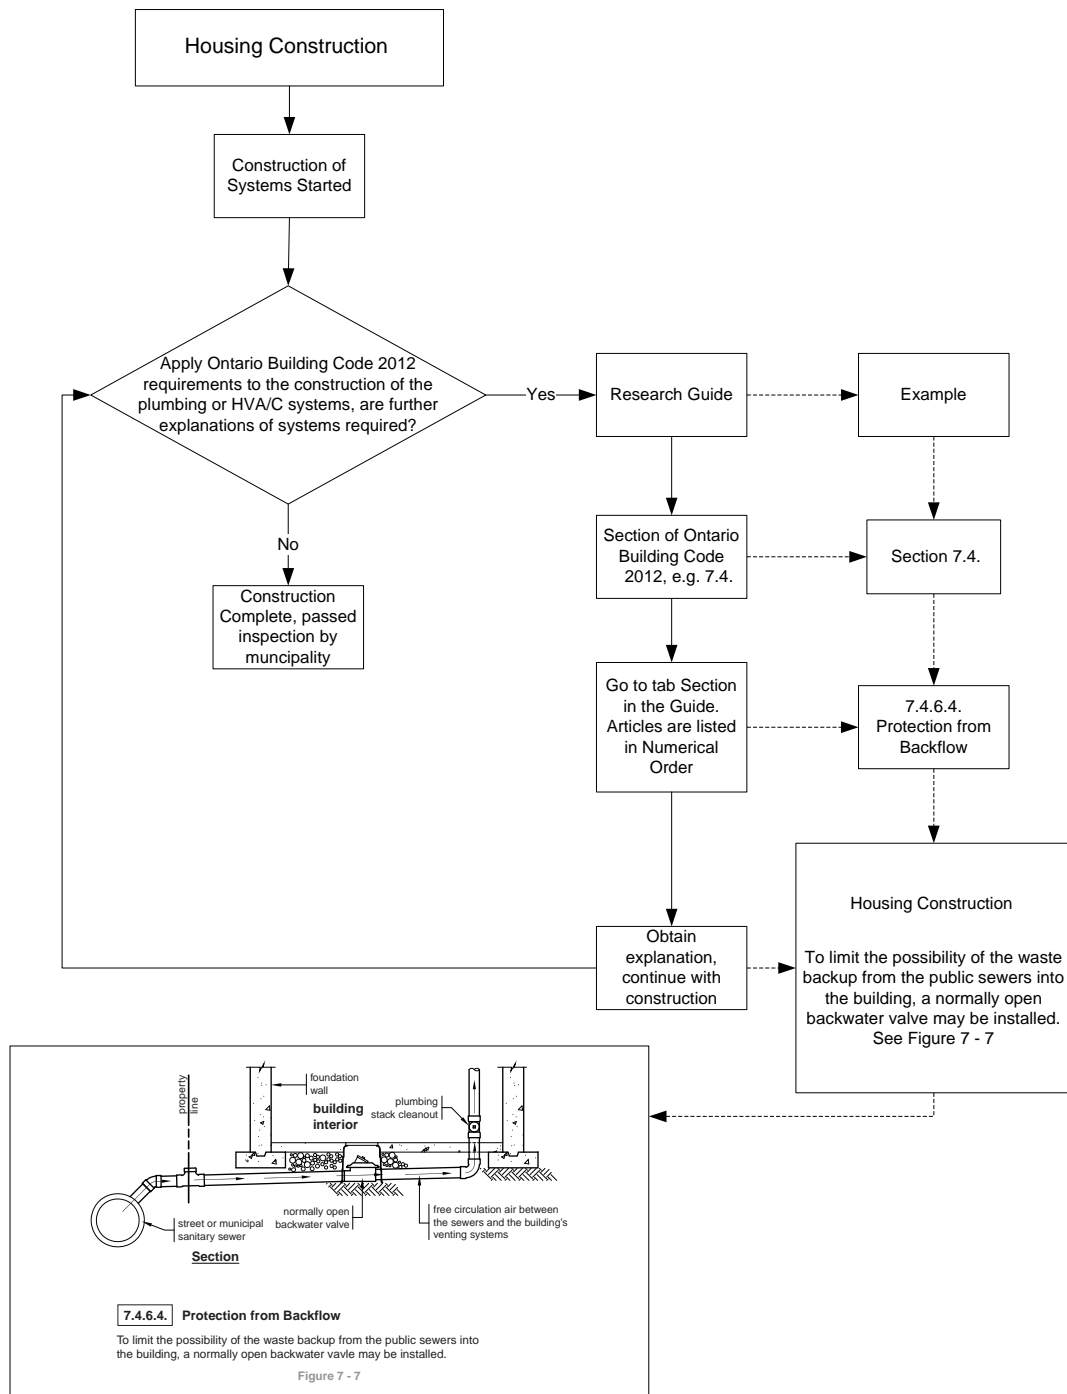 Housing Construction
Construction of
Systems Started
Apply Ontario Building Code 2012
requirements to the construction of the
plumbing or HVA/C systems, are further
explanations of systems required?
Yes
Research Guide
Example
No
Construction
Complete, passed
inspection by
muncipality
Section of Ontario
Building Code
2012, e.g. 7.4.
Section 7.4.
Go to tab Section
in the Guide.
Articles are listed
in Numerical
Order
7.4.6.4.
Protection from
Backflow
Obtain
explanation,
continue with
construction
Housing Construction
To limit the possibility of the waste
backup from the public sewers into
the building, a normally open
backwater valve may be installed.
See Figure 7 - 7
property
line
foundation
wall
building
interior
plumbing
stack cleanout
street or municipal
sanitary sewer
normally open
backwater valve
free circulation air between
the sewers and the building's
venting systems
Section
7.4.6.4. Protection from Backflow
To limit the possibility of the waste backup from the public sewers into
the building, a normally open backwater vavle may be installed.
Figure 7 - 7